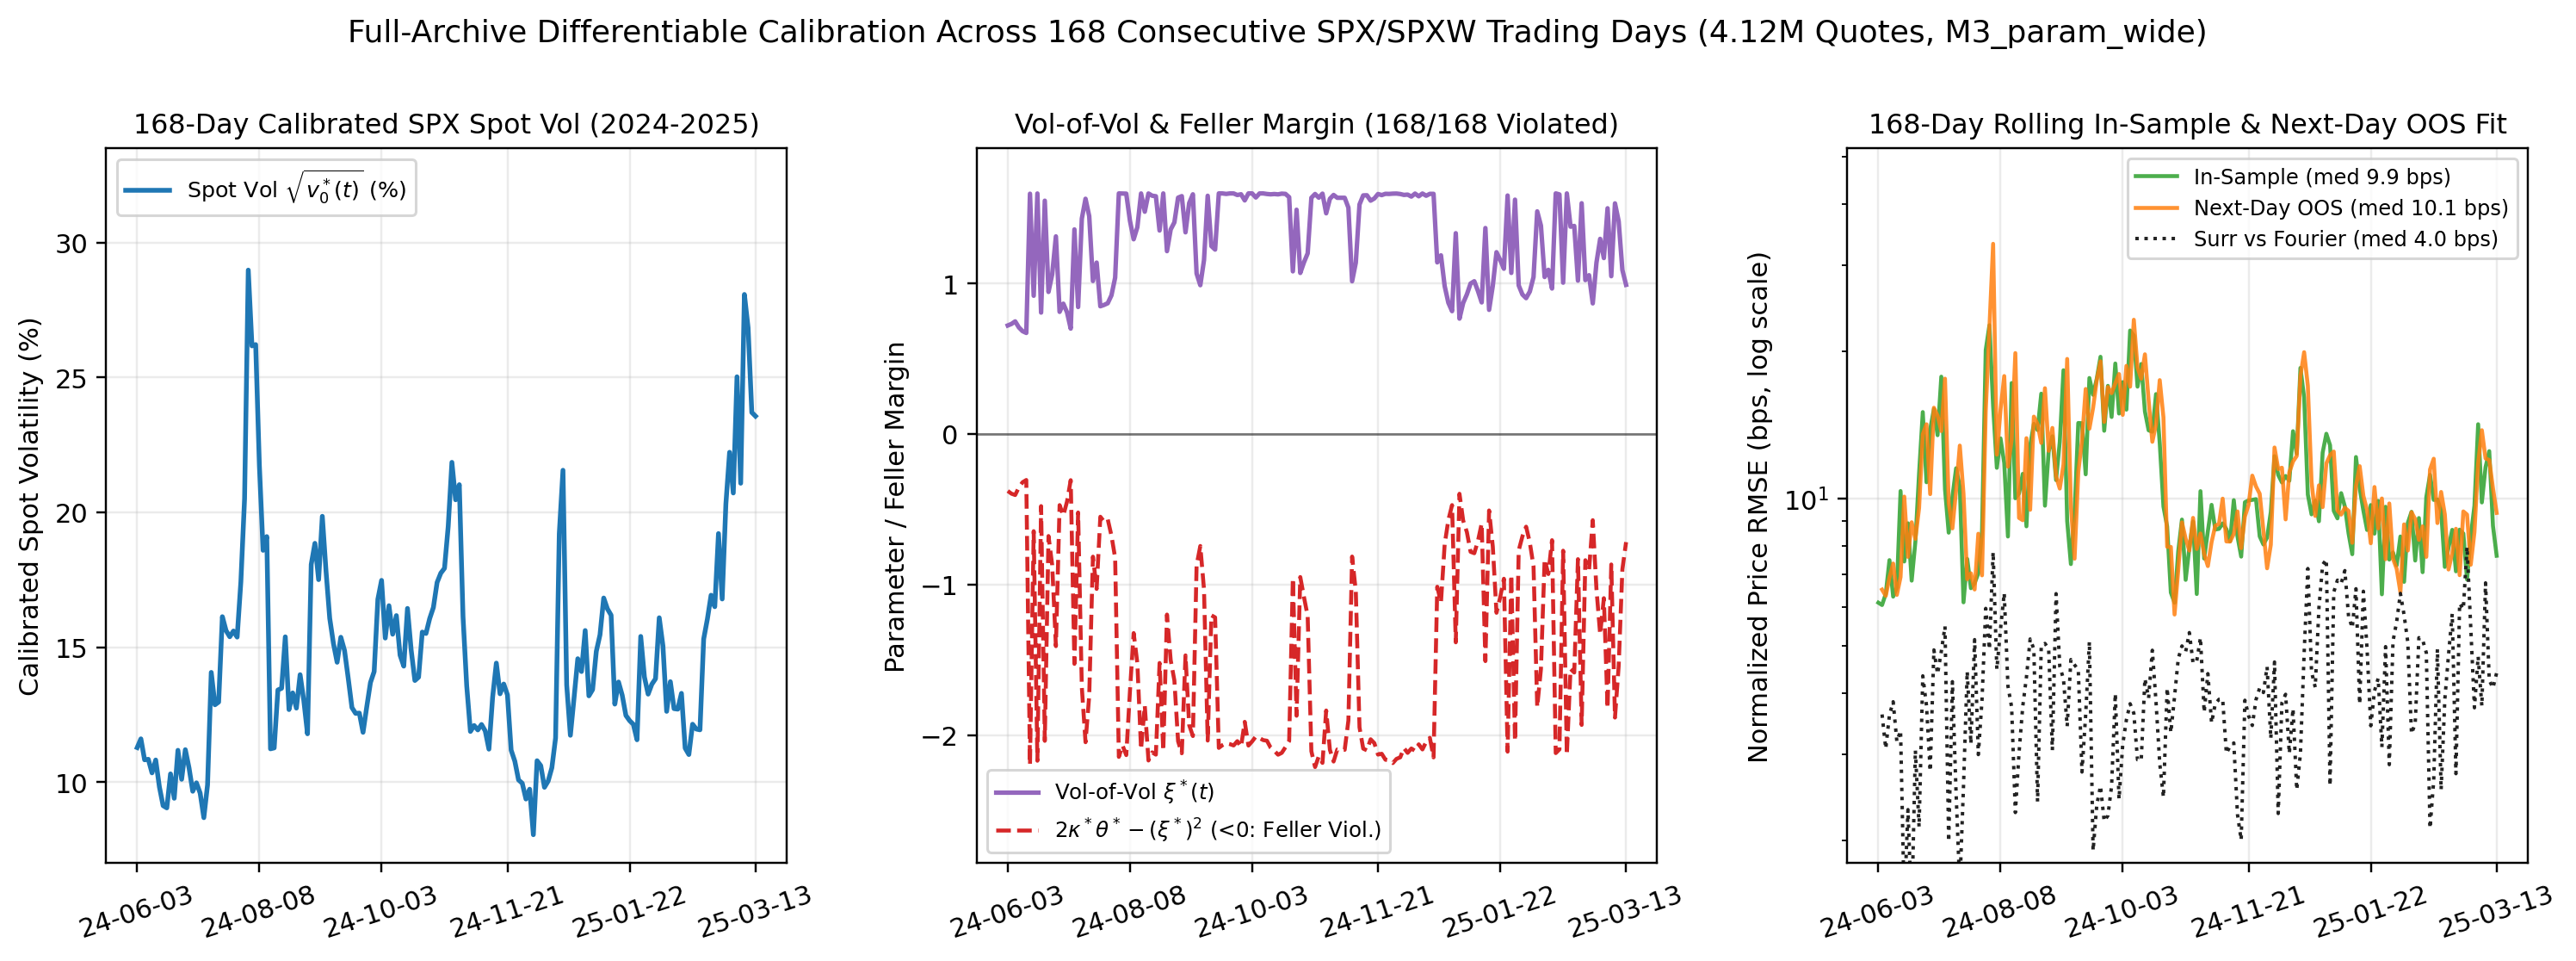 Full-Archive Differentiable Calibration Across 168 Consecutive SPX/SPXW Trading Days (4.12M Quotes, M3_param_wide)
168-Day Calibrated SPX Spot Vol (2024-2025)
Spot Vol √v₀*(t) (%)
Calibrated Spot Volatility (%)
30
25
20
15
10
24-06-03
24-08-08
24-10-03
24-11-21
25-01-22
25-03-13
Vol-of-Vol & Feller Margin (168/168 Violated)
Parameter / Feller Margin
1
0
−1
−2
Vol-of-Vol ξ*(t)
2κ*θ* − (ξ*)² (<0: Feller Viol.)
24-06-03
24-08-08
24-10-03
24-11-21
25-01-22
25-03-13
168-Day Rolling In-Sample & Next-Day OOS Fit
In-Sample (med 9.9 bps)
Next-Day OOS (med 10.1 bps)
Surr vs Fourier (med 4.0 bps)
Normalized Price RMSE (bps, log scale)
10¹
24-06-03
24-08-08
24-10-03
24-11-21
25-01-22
25-03-13